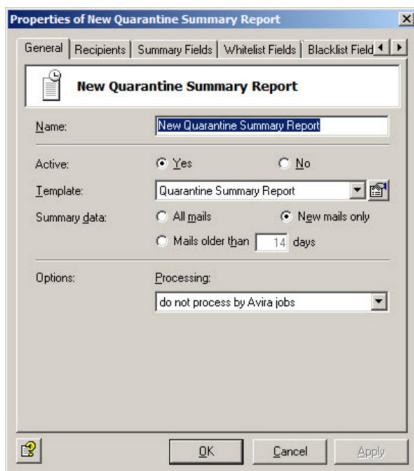 Properties of New Quarantine Summary Report
General Recipients Summary Fields Whitelist Fields Blacklist Field
New Quarantine Summary Report
Name: New Quarantine Summary Report
Active: Yes No
Template: Quarantine Summary Report
Summary data: All mails New mails only
Mails older than 14 days
Options: Processing:
do not process by Avira jobs
OK Cancel Apply